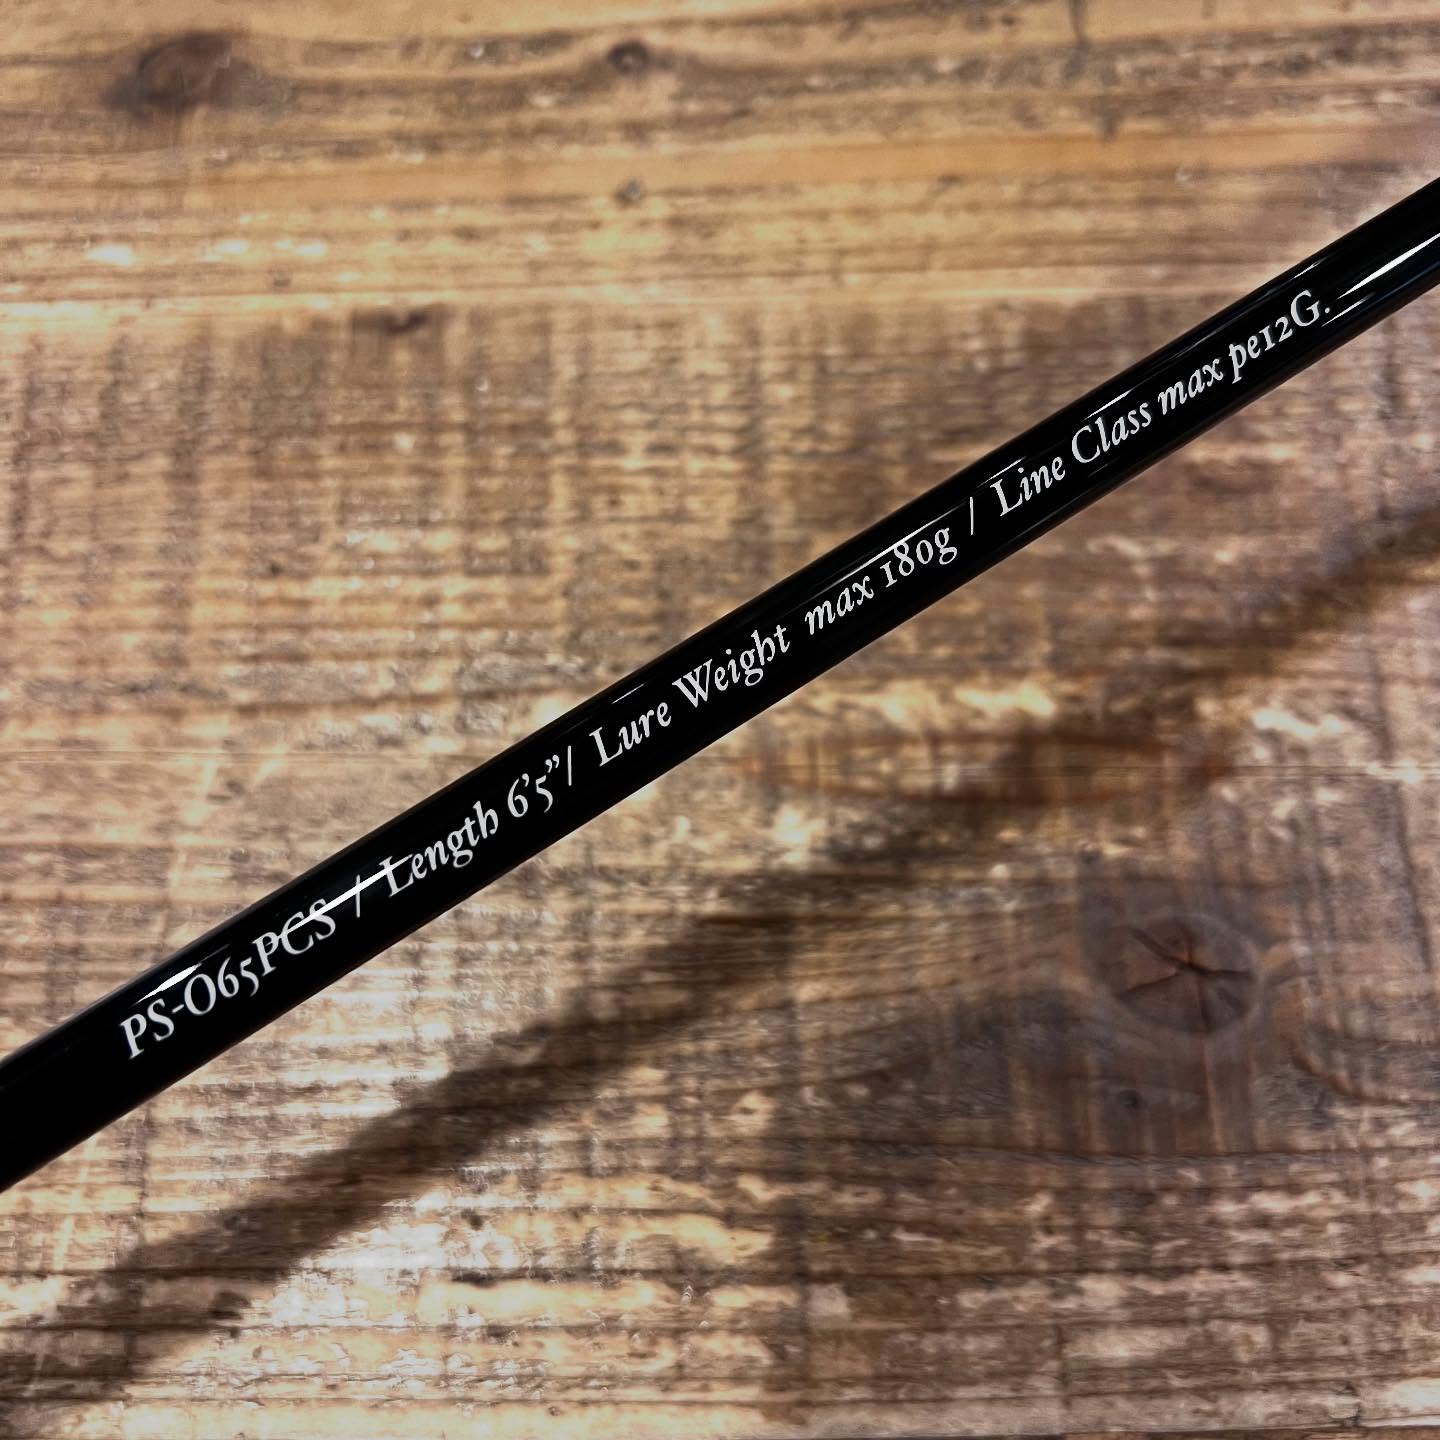 PS-O65PCS / Length 6'5"/ Lure Weight max 180g / Line Class max pe12G.